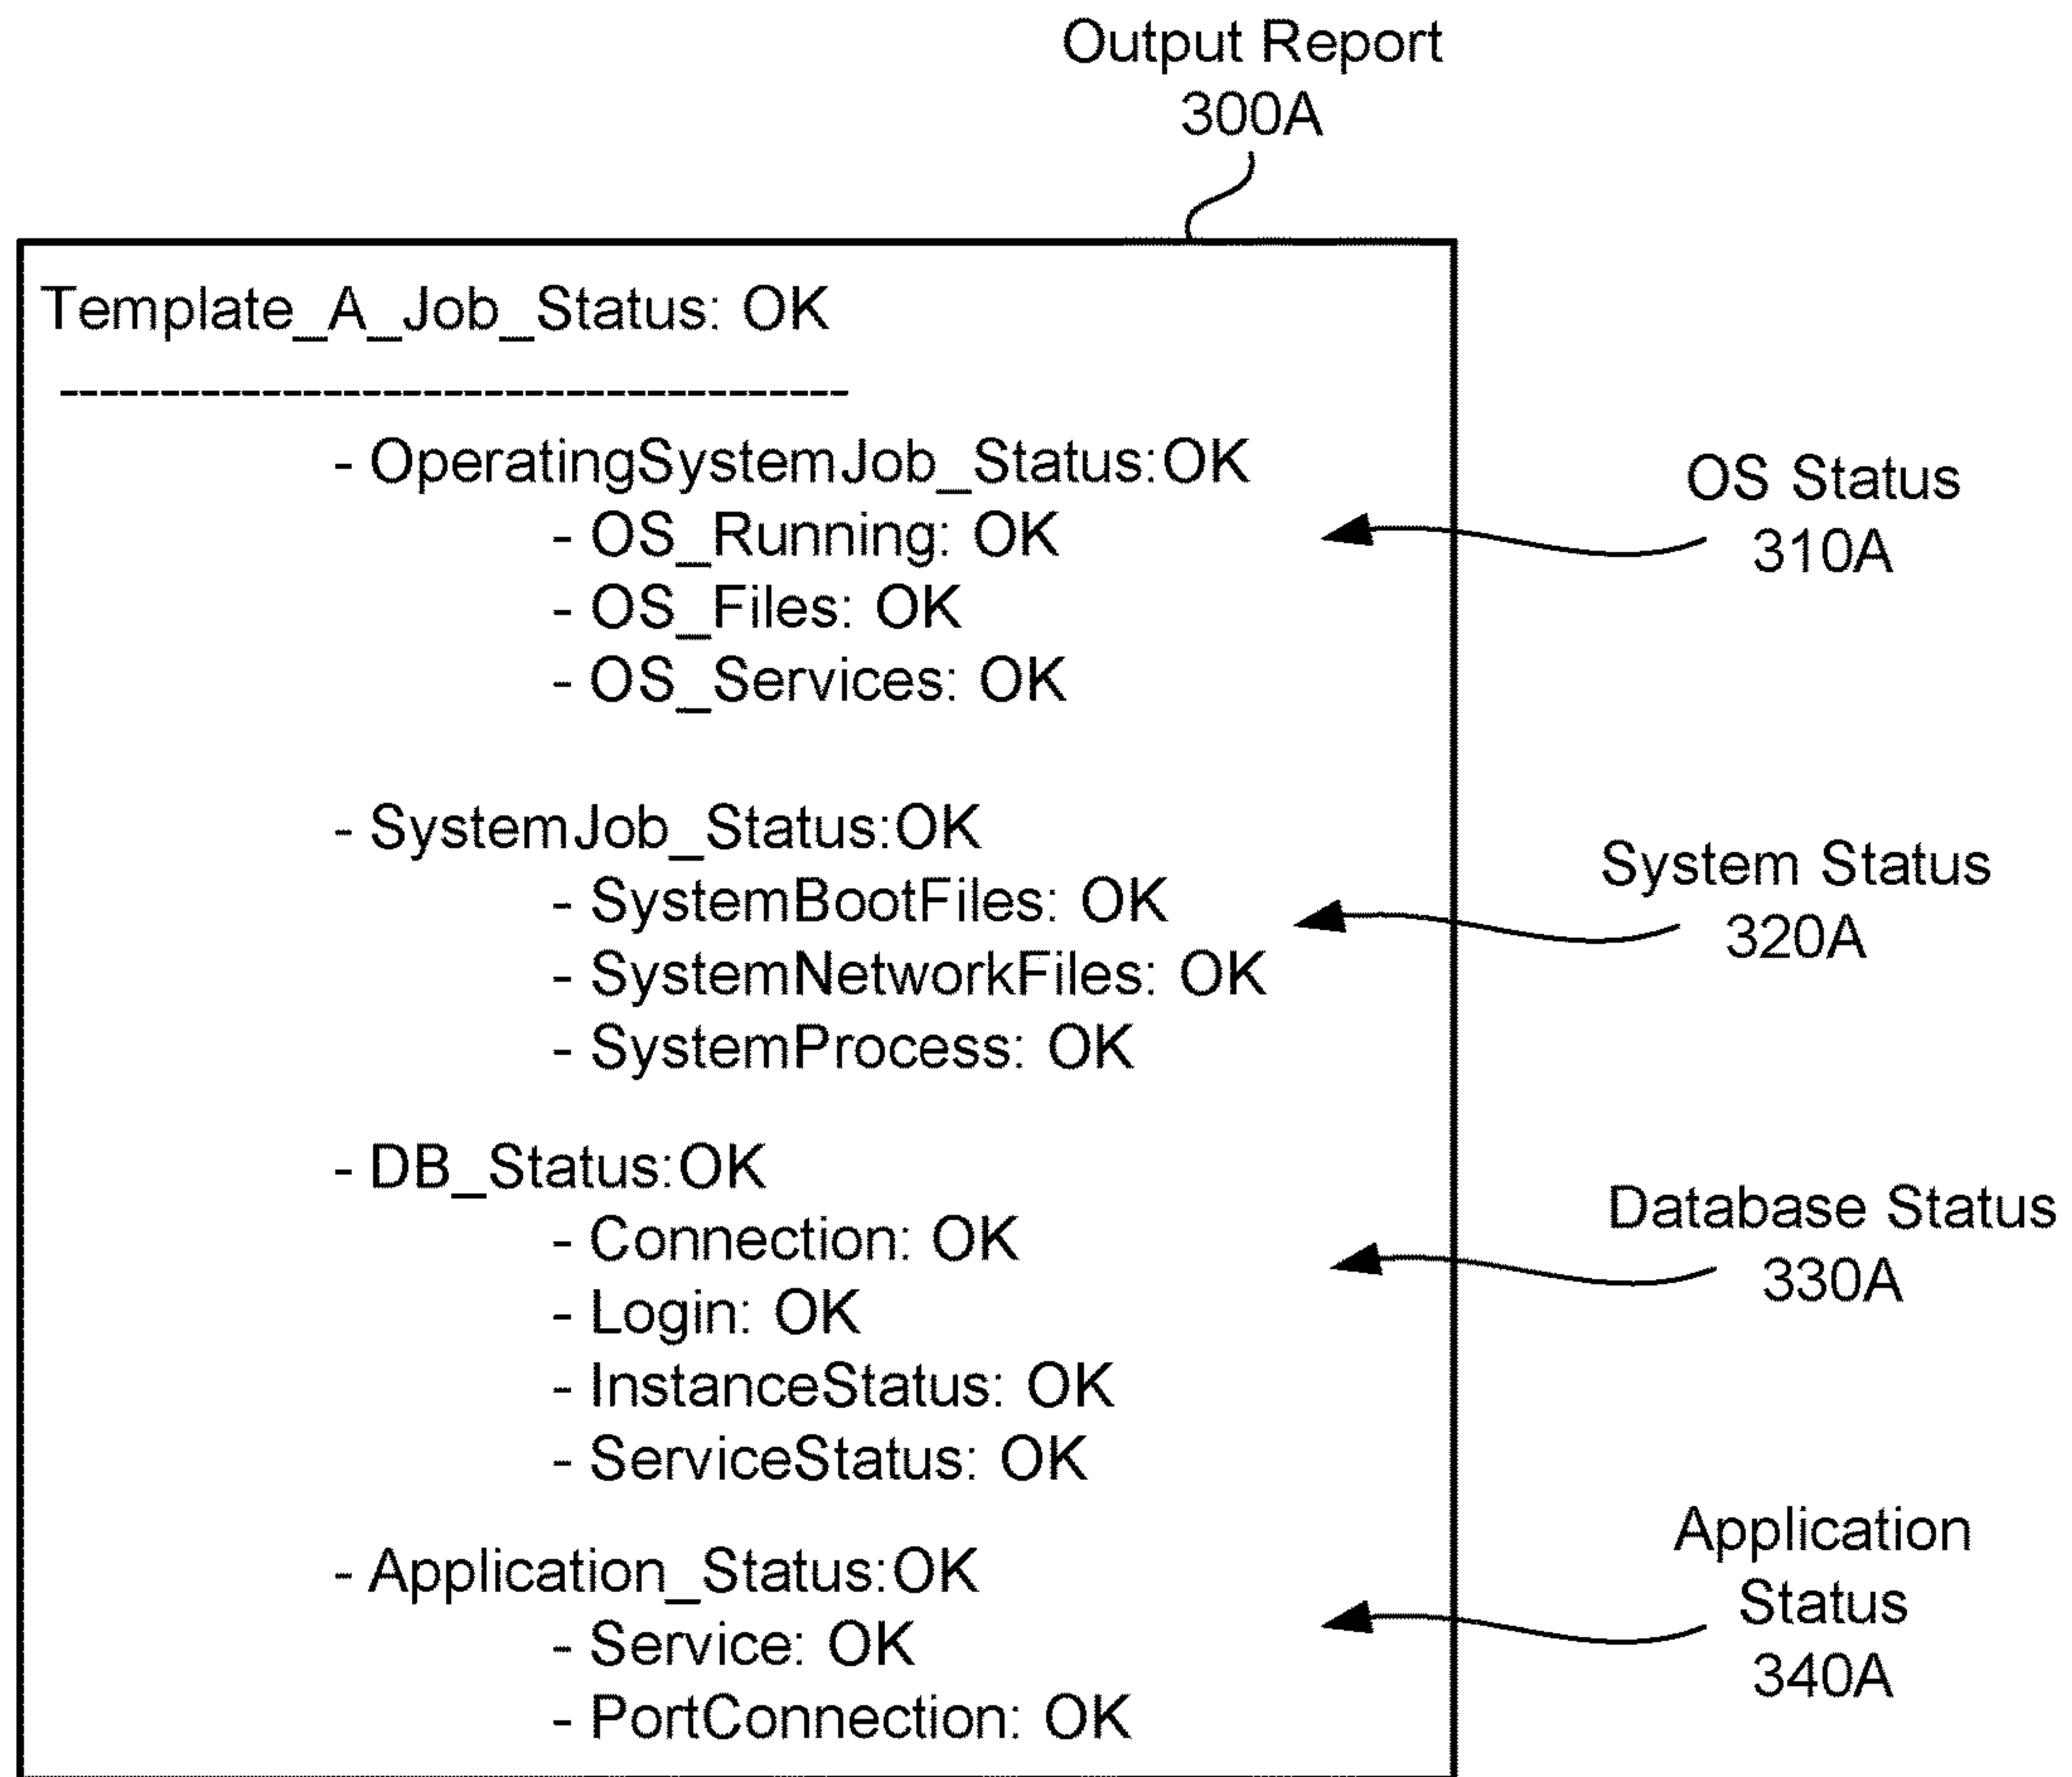 Output Report
300A
Template_A_Job_Status: OK
---------------------------------------
- OperatingSystemJob_Status:OK
- OS_Running: OK
- OS_Files: OK
- OS_Services: OK
OS Status
310A
- SystemJob_Status:OK
- SystemBootFiles: OK
- SystemNetworkFiles: OK
- SystemProcess: OK
System Status
320A
- DB_Status:OK
- Connection: OK
- Login: OK
- InstanceStatus: OK
- ServiceStatus: OK
Database Status
330A
- Application_Status:OK
- Service: OK
- PortConnection: OK
Application
Status
340A